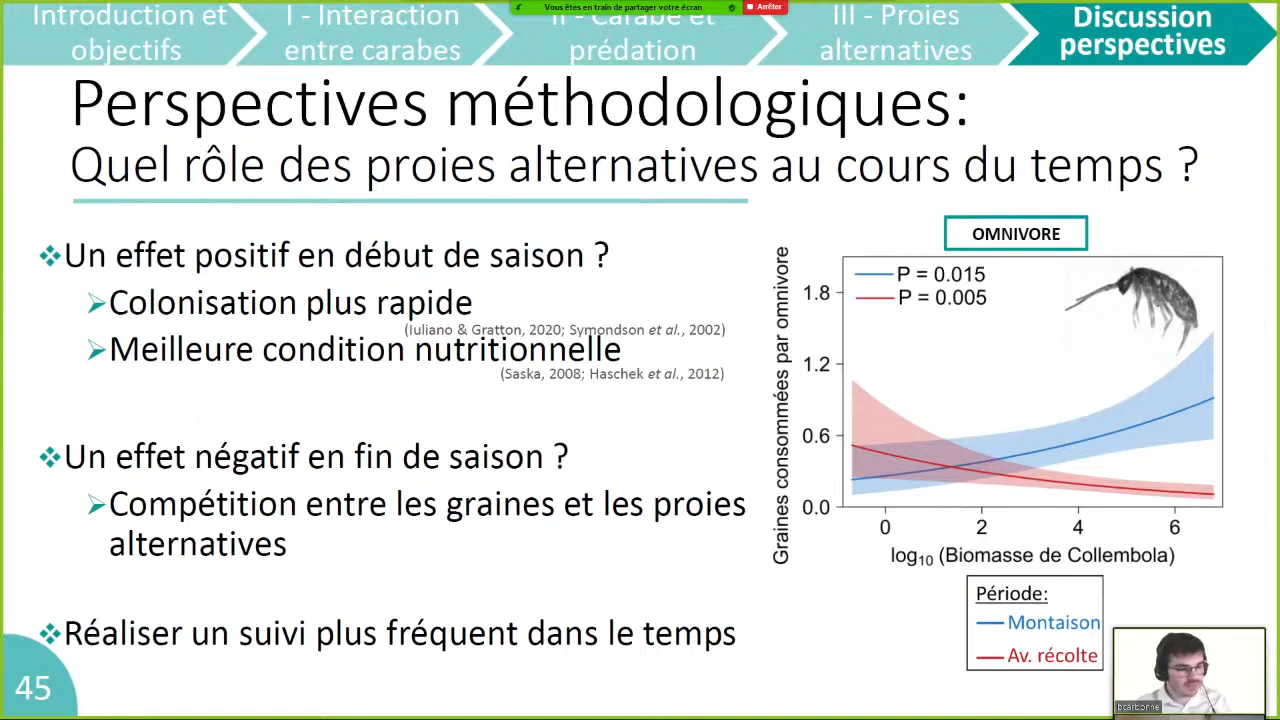 Vous êtes en train de partager votre écran
Arrêter
Introduction et
objectifs
I - Interaction
entre carabes
II - Carabe et
prédation
III - Proies
alternatives
Discussion
perspectives
Perspectives méthodologiques:
Quel rôle des proies alternatives au cours du temps ?
Un effet positif en début de saison ?
Colonisation plus rapide
(Iuliano & Gratton, 2020; Symondson et al., 2002)
Meilleure condition nutritionnelle
(Saska, 2008; Haschek et al., 2012)
Un effet négatif en fin de saison ?
Compétition entre les graines et les proies
alternatives
Réaliser un suivi plus fréquent dans le temps
45
OMNIVORE
Graines consommées par omnivore
P = 0.015
P = 0.005
1.8
1.2
0.6
0.0
0 2 4 6
log₁₀ (Biomasse de Collembola)
Période:
Montaison
Av. récolte
bcarbonne